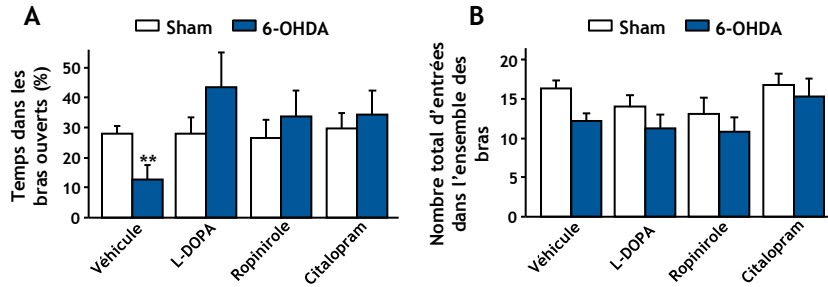 A
Sham
6-OHDA
Temps dans les
bras ouverts (%)
50
40
30
20
10
0
**
Véhicule
L-DOPA
Ropinirole
Citalopram
B
Sham
6-OHDA
Nombre total d'entrées
dans l'ensemble des
bras
20
15
10
5
0
Véhicule
L-DOPA
Ropinirole
Citalopram